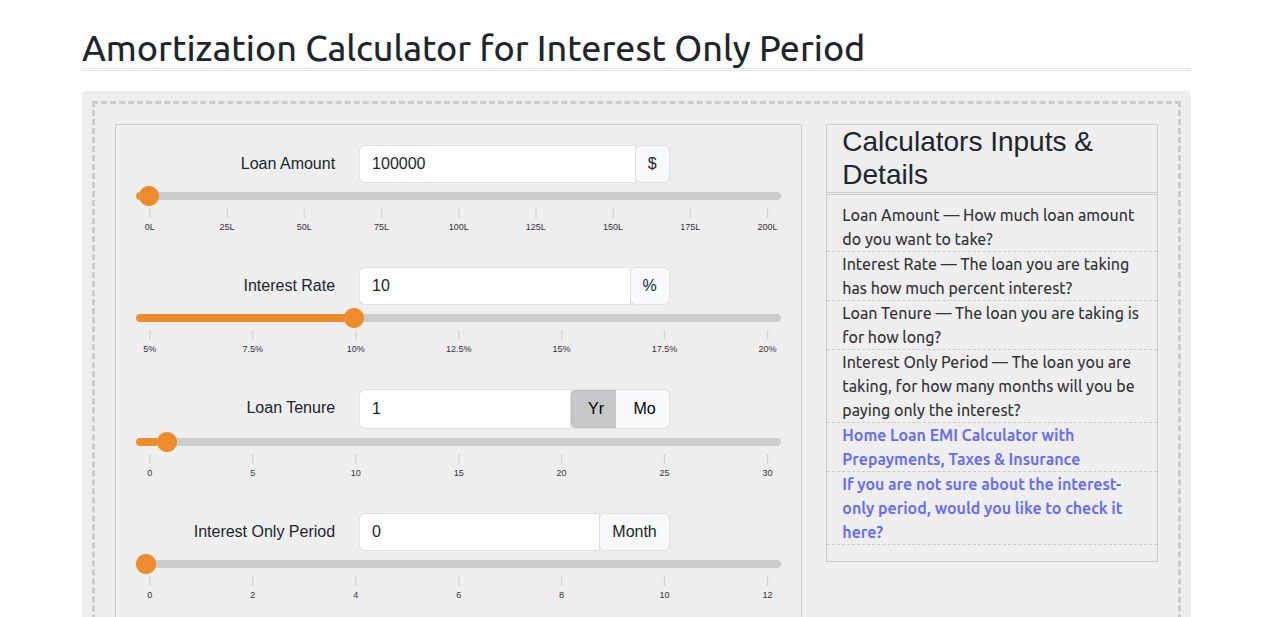 Amortization Calculator for Interest Only Period
Loan Amount 100000 $
0L 25L 50L 75L 100L 125L 150L 175L 200L
Interest Rate 10 %
5% 7.5% 10% 12.5% 15% 17.5% 20%
Loan Tenure 1 Yr Mo
0 5 10 15 20 25 30
Interest Only Period 0 Month
0 2 4 6 8 10 12
Calculators Inputs &
Details
Loan Amount — How much loan amount
do you want to take?
Interest Rate — The loan you are taking
has how much percent interest?
Loan Tenure — The loan you are taking is
for how long?
Interest Only Period — The loan you are
taking, for how many months will you be
paying only the interest?
Home Loan EMI Calculator with
Prepayments, Taxes & Insurance
If you are not sure about the interest-
only period, would you like to check it
here?